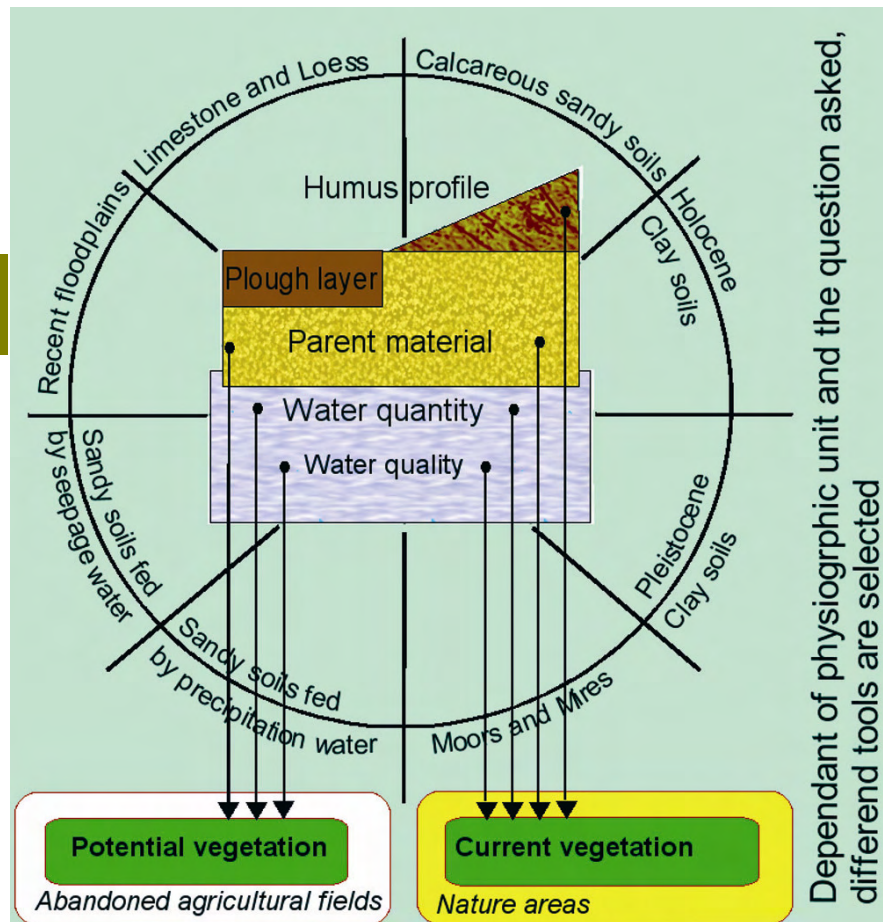 Limestone and Loess
Calcareous sandy soils
Holocene
Clay soils
Pleistocene
Clay soils
Moors and Mires
Sandy soils fed
by precipitation water
Sandy soils fed
by seepage water
Recent floodplains
Humus profile
Plough layer
Parent material
Water quantity
Water quality
Potential vegetation
Abandoned agricultural fields
Current vegetation
Nature areas
Dependant of physiogrphic unit and the question asked,
differend tools are selected